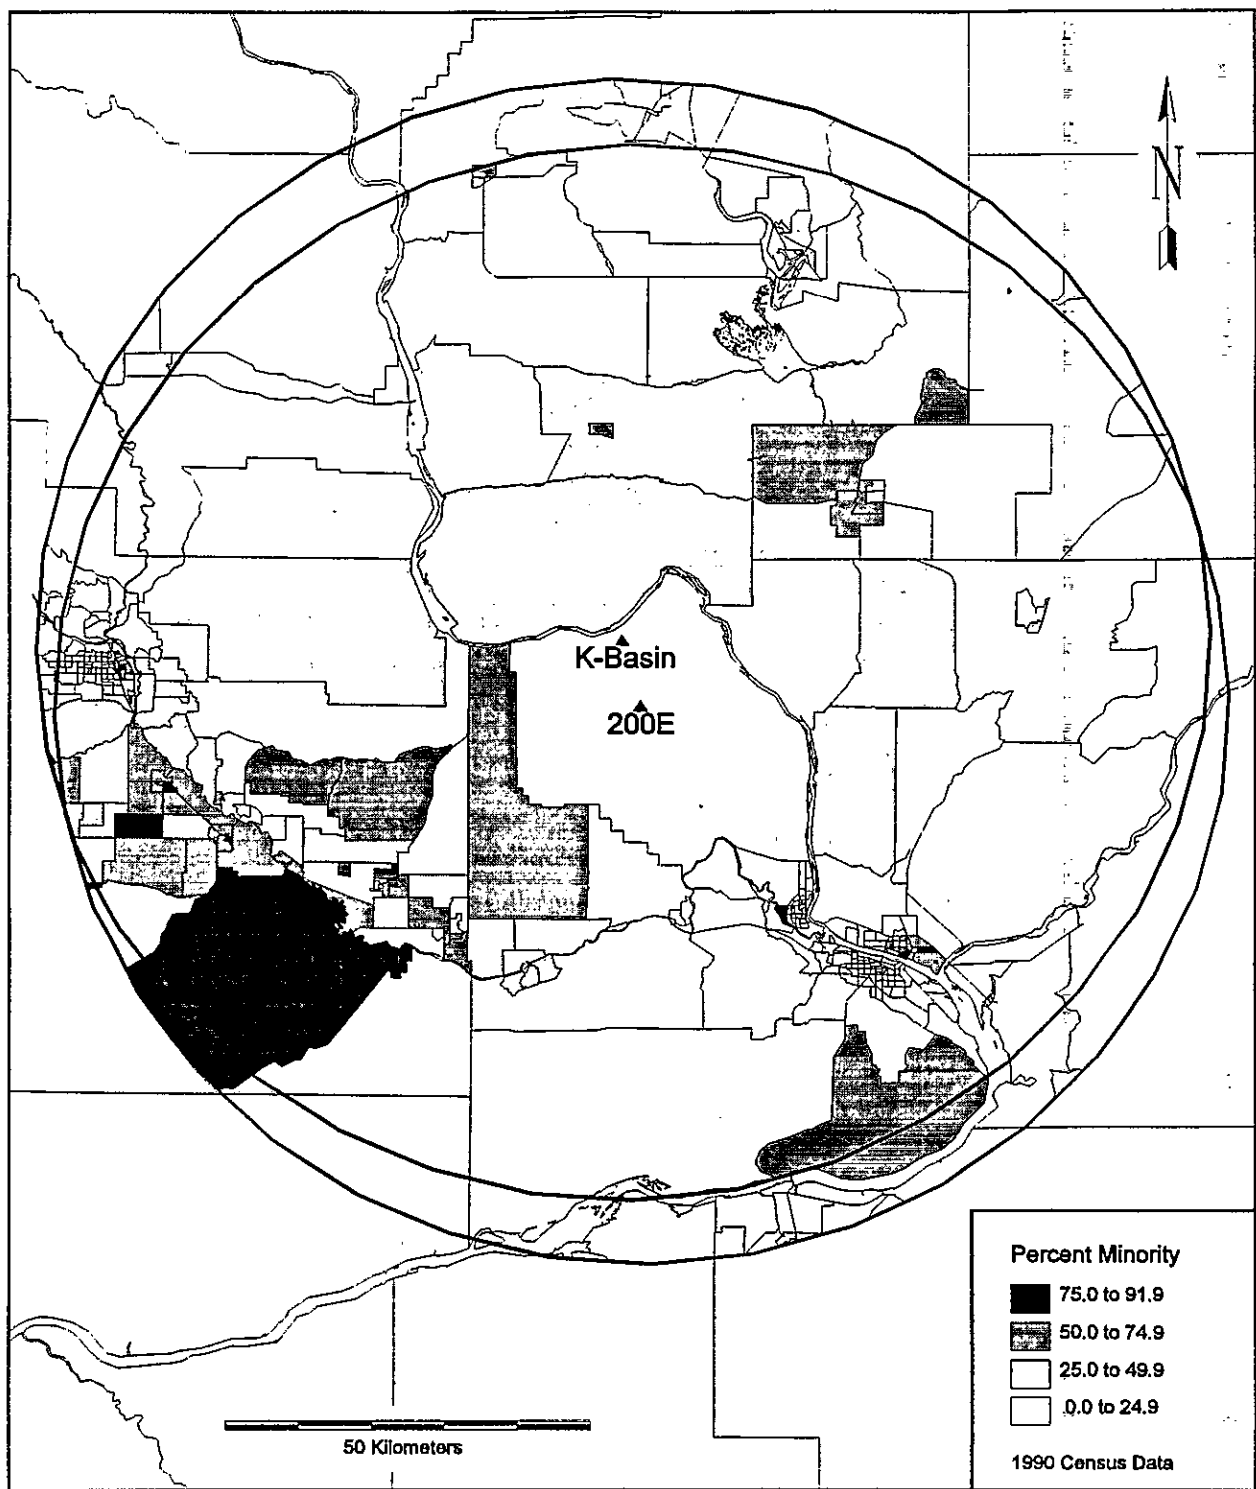 N
K-Basin
200E
Percent Minority
75.0 to 91.9
50.0 to 74.9
25.0 to 49.9
0.0 to 24.9
1990 Census Data
50 Kilometers